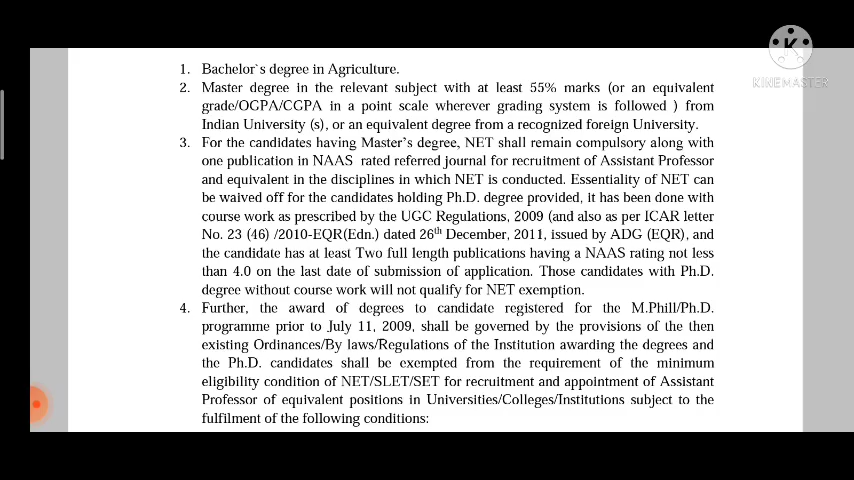 KINEMASTER
1. Bachelor`s degree in Agriculture.
2. Master degree in the relevant subject with at least 55% marks (or an equivalent
grade/OGPA/CGPA in a point scale wherever grading system is followed ) from
Indian University (s), or an equivalent degree from a recognized foreign University.
3. For the candidates having Master's degree, NET shall remain compulsory along with
one publication in NAAS rated referred journal for recruitment of Assistant Professor
and equivalent in the disciplines in which NET is conducted. Essentiality of NET can
be waived off for the candidates holding Ph.D. degree provided, it has been done with
course work as prescribed by the UGC Regulations, 2009 (and also as per ICAR letter
No. 23 (46) /2010-EQR(Edn.) dated 26th December, 2011, issued by ADG (EQR), and
the candidate has at least Two full length publications having a NAAS rating not less
than 4.0 on the last date of submission of application. Those candidates with Ph.D.
degree without course work will not qualify for NET exemption.
4. Further, the award of degrees to candidate registered for the M.Phill/Ph.D.
programme prior to July 11, 2009, shall be governed by the provisions of the then
existing Ordinances/By laws/Regulations of the Institution awarding the degrees and
the Ph.D. candidates shall be exempted from the requirement of the minimum
eligibility condition of NET/SLET/SET for recruitment and appointment of Assistant
Professor of equivalent positions in Universities/Colleges/Institutions subject to the
fulfilment of the following conditions: